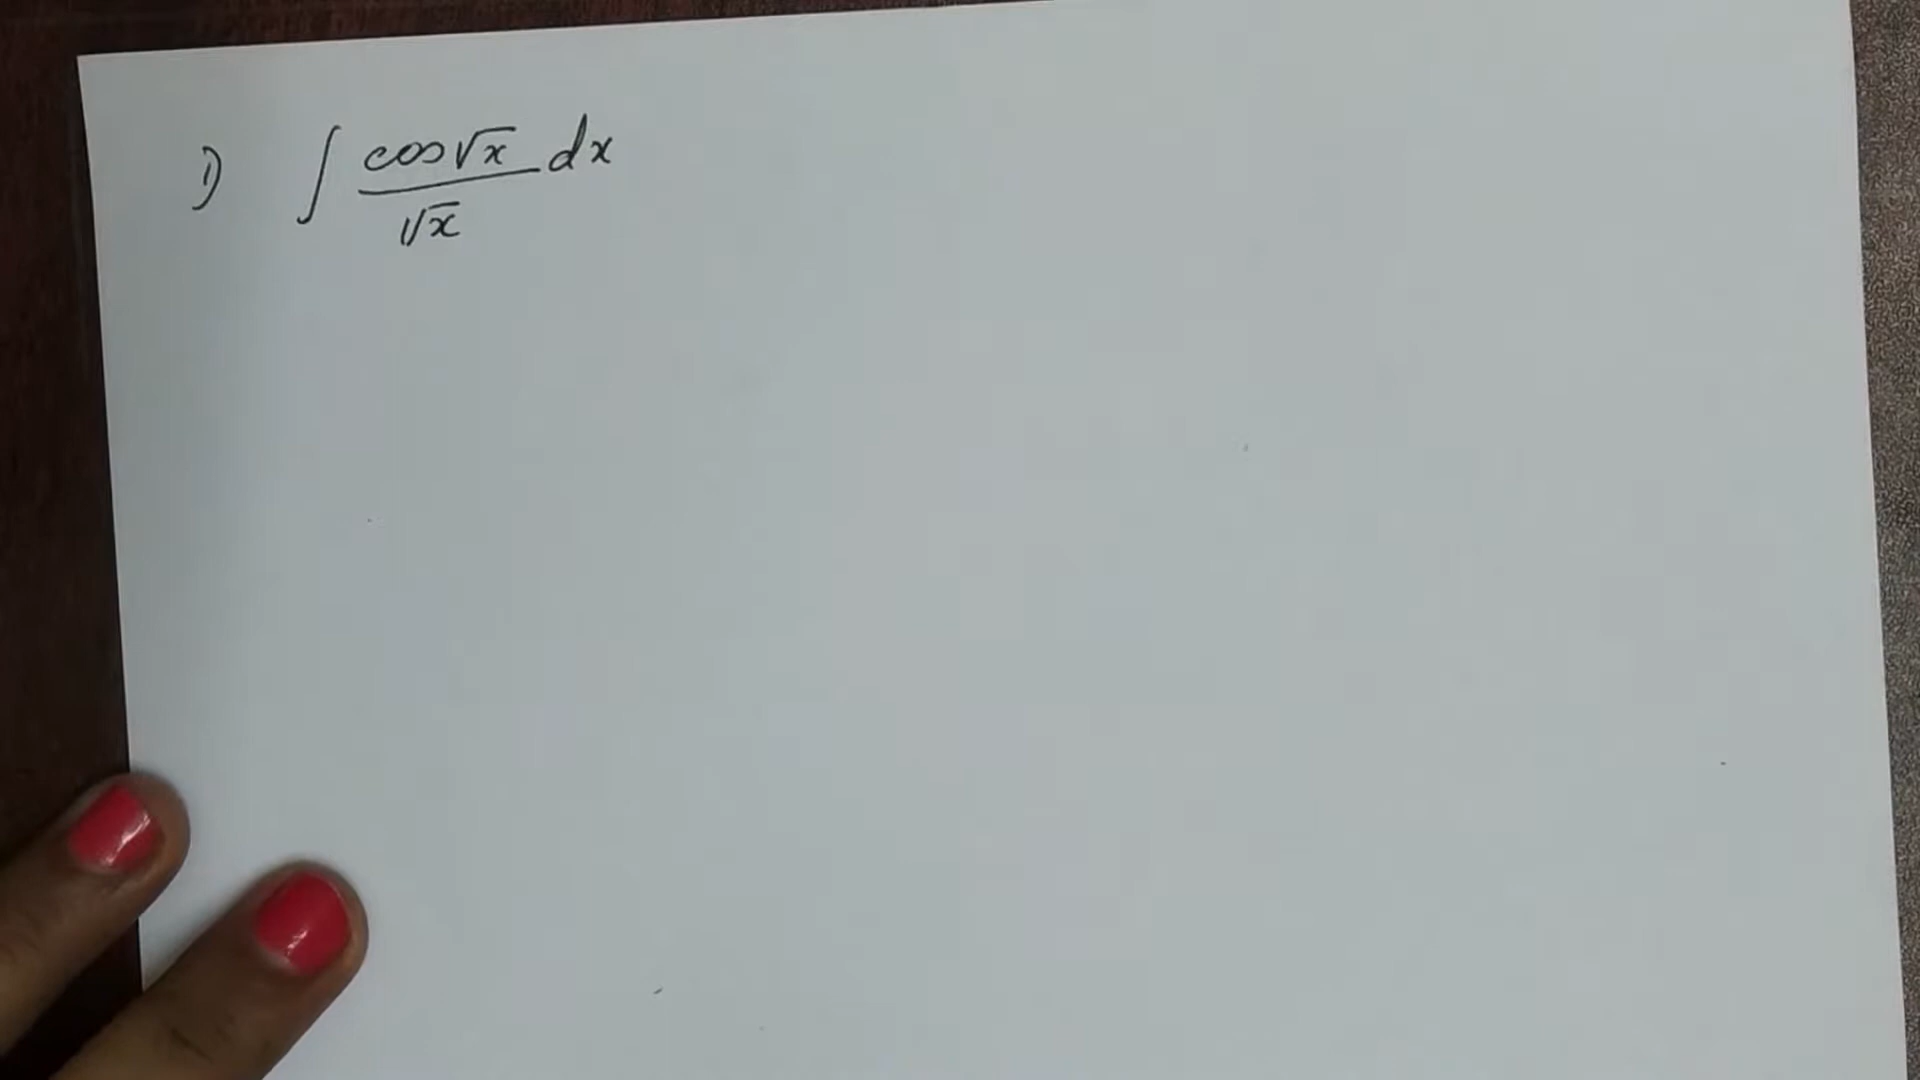 1) ∫ cos√x / √x dx